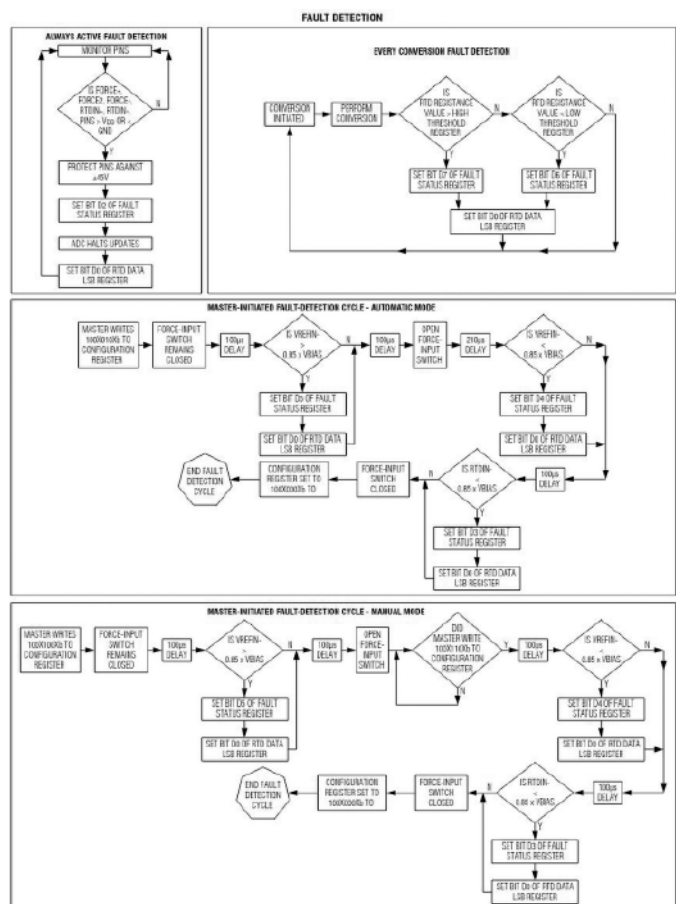 FAULT DETECTION
ALWAYS ACTIVE FAULT DETECTION
MONITOR PINS
IS FORCE+,
FORCE2, FORCE-,
RTDIN+, RTDIN-
PINS > VDD OR <
GND
N
Y
PROTECT PINS AGAINST
±45V
SET BIT D2 OF FAULT
STATUS REGISTER
ADC HALTS UPDATES
SET BIT D0 OF RTD DATA
LSB REGISTER
EVERY CONVERSION FAULT DETECTION
CONVERSION
INITIATED
PERFORM
CONVERSION
IS
RTD RESISTANCE
VALUE > HIGH
THRESHOLD
REGISTER
N
Y
IS
RTD RESISTANCE
VALUE < LOW
THRESHOLD
REGISTER
N
Y
SET BIT D7 OF FAULT
STATUS REGISTER
SET BIT D6 OF FAULT
STATUS REGISTER
SET BIT D0 OF RTD DATA
LSB REGISTER
MASTER-INITIATED FAULT-DETECTION CYCLE - AUTOMATIC MODE
MASTER WRITES
100X010Xb TO
CONFIGURATION
REGISTER
FORCE-INPUT
SWITCH
REMAINS
CLOSED
100µs
DELAY
IS VREFIN-
>
0.85 x VBIAS
N
Y
100µs
DELAY
OPEN
FORCE-
INPUT
SWITCH
IS VREFIN-
<
0.85 x VBIAS
N
Y
SET BIT D5 OF FAULT
STATUS REGISTER
SET BIT D0 OF RTD DATA
LSB REGISTER
SET BIT D4 OF FAULT
STATUS REGISTER
SET BIT D0 OF RTD DATA
LSB REGISTER
END FAULT
DETECTION
CYCLE
CONFIGURATION
REGISTER SET TO
100X000Xb TO
FORCE-INPUT
SWITCH
CLOSED
N
IS RTDIN-
<
0.85 x VBIAS
Y
100µs
DELAY
SET BIT D3 OF FAULT
STATUS REGISTER
SET BIT D0 OF RTD DATA
LSB REGISTER
MASTER-INITIATED FAULT-DETECTION CYCLE - MANUAL MODE
MASTER WRITES
100X100Xb TO
CONFIGURATION
REGISTER
FORCE-INPUT
SWITCH
REMAINS
CLOSED
100µs
DELAY
IS VREFIN-
>
0.85 x VBIAS
N
Y
100µs
DELAY
OPEN
FORCE-
INPUT
SWITCH
DID
MASTER WRITE
100X110Xb TO
CONFIGURATION
REGISTER
Y
N
100µs
DELAY
IS VREFIN-
<
0.85 x VBIAS
N
Y
SET BIT D5 OF FAULT
STATUS REGISTER
SET BIT D0 OF RTD DATA
LSB REGISTER
SET BIT D4 OF FAULT
STATUS REGISTER
SET BIT D0 OF RTD DATA
LSB REGISTER
END FAULT
DETECTION
CYCLE
CONFIGURATION
REGISTER SET TO
100X000Xb TO
FORCE-INPUT
SWITCH
CLOSED
N
IS RTDIN-
<
0.85 x VBIAS
Y
100µs
DELAY
SET BIT D3 OF FAULT
STATUS REGISTER
SET BIT D0 OF RTD DATA
LSB REGISTER